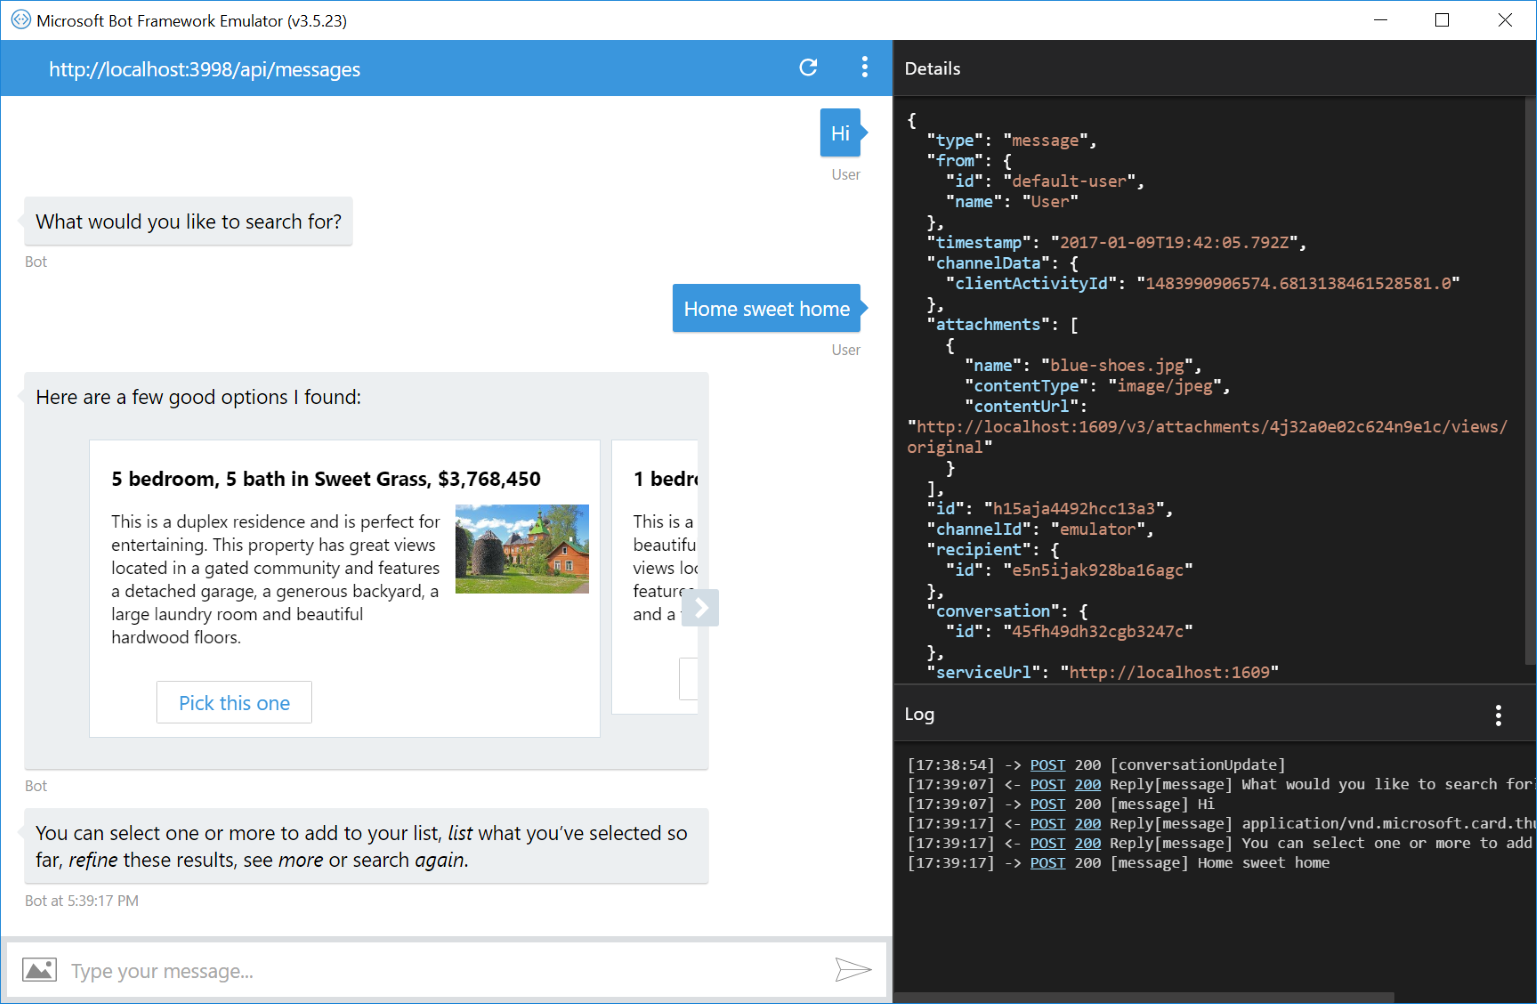 Microsoft Bot Framework Emulator (v3.5.23)
http://localhost:3998/api/messages
Hi
User
What would you like to search for?
Bot
Home sweet home
User
Here are a few good options I found:
5 bedroom, 5 bath in Sweet Grass, $3,768,450
This is a duplex residence and is perfect for
entertaining. This property has great views
located in a gated community and features
a detached garage, a generous backyard, a
large laundry room and beautiful
hardwood floors.
Pick this one
1 bedr
This is a
beautifu
views loc
feature
and a
Bot
You can select one or more to add to your list, list what you've selected so
far, refine these results, see more or search again.
Bot at 5:39:17 PM
Type your message...
Details
{
"type": "message",
"from": {
"id": "default-user",
"name": "User"
},
"timestamp": "2017-01-09T19:42:05.792Z",
"channelData": {
"clientActivityId": "1483990906574.6813138461528581.0"
},
"attachments": [
{
"name": "blue-shoes.jpg",
"contentType": "image/jpeg",
"contentUrl":
"http://localhost:1609/v3/attachments/4j32a0e02c624n9e1c/views/
original"
}
],
"id": "h15aja4492hcc13a3",
"channelId": "emulator",
"recipient": {
"id": "e5n5ijak928ba16agc"
},
"conversation": {
"id": "45fh49dh32cgb3247c"
},
"serviceUrl": "http://localhost:1609"
Log
[17:38:54] -> POST 200 [conversationUpdate]
[17:39:07] <- POST 200 Reply[message] What would you like to search for
[17:39:07] -> POST 200 [message] Hi
[17:39:17] <- POST 200 Reply[message] application/vnd.microsoft.card.thu
[17:39:17] <- POST 200 Reply[message] You can select one or more to add
[17:39:17] -> POST 200 [message] Home sweet home